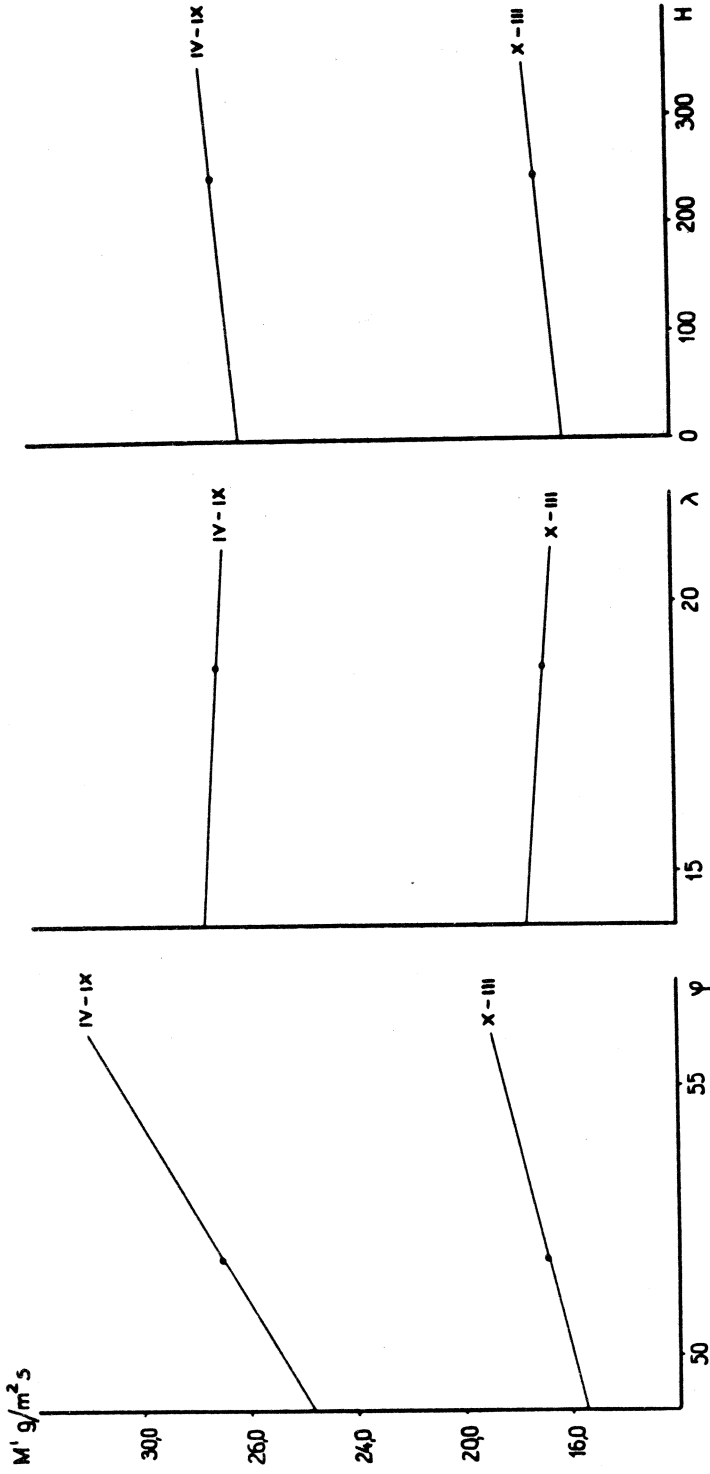 M' g/m² s
30,0
26,0
24,0
20,0
16,0
IV-IX
X-III
50
55
φ
IV-IX
X-III
15
20
λ
IV-IX
X-III
0
100
200
300
H